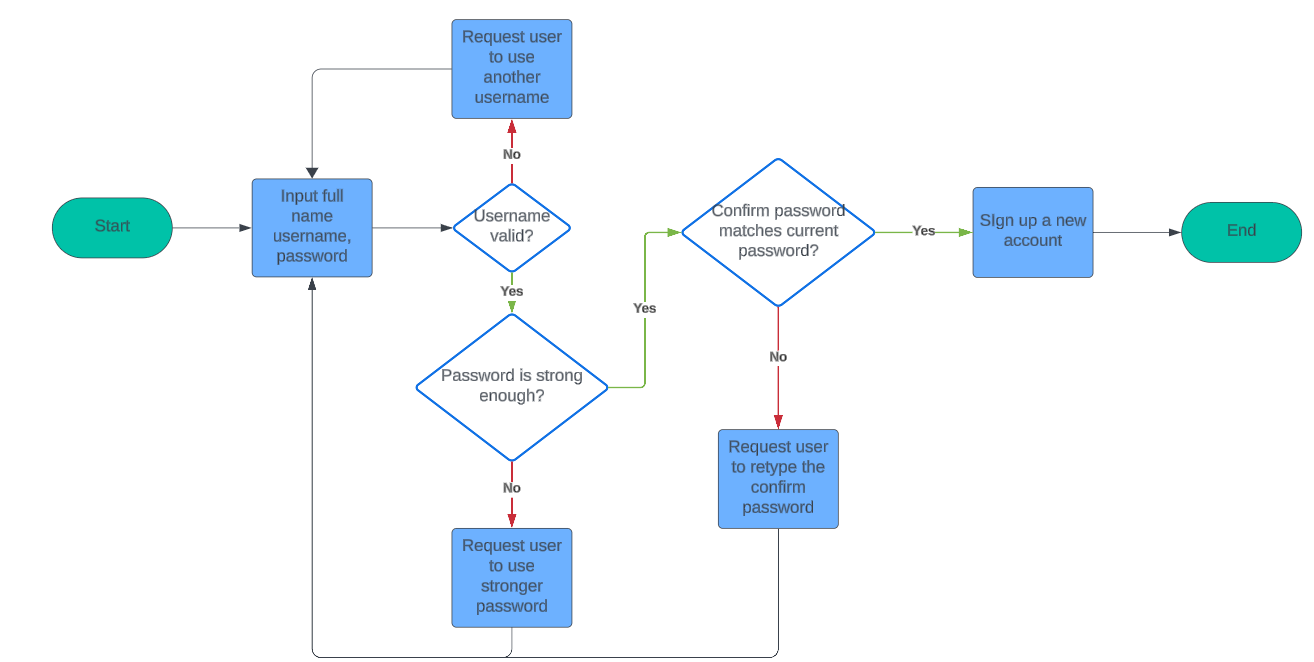 Request user
to use
another
username
No
Start
Input full
name
username,
password
Username
valid?
Yes
Password is strong
enough?
No
Request user
to use
stronger
password
Yes
Confirm password
matches current
password?
No
Request user
to retype the
confirm
password
Yes
SIgn up a new
account
End